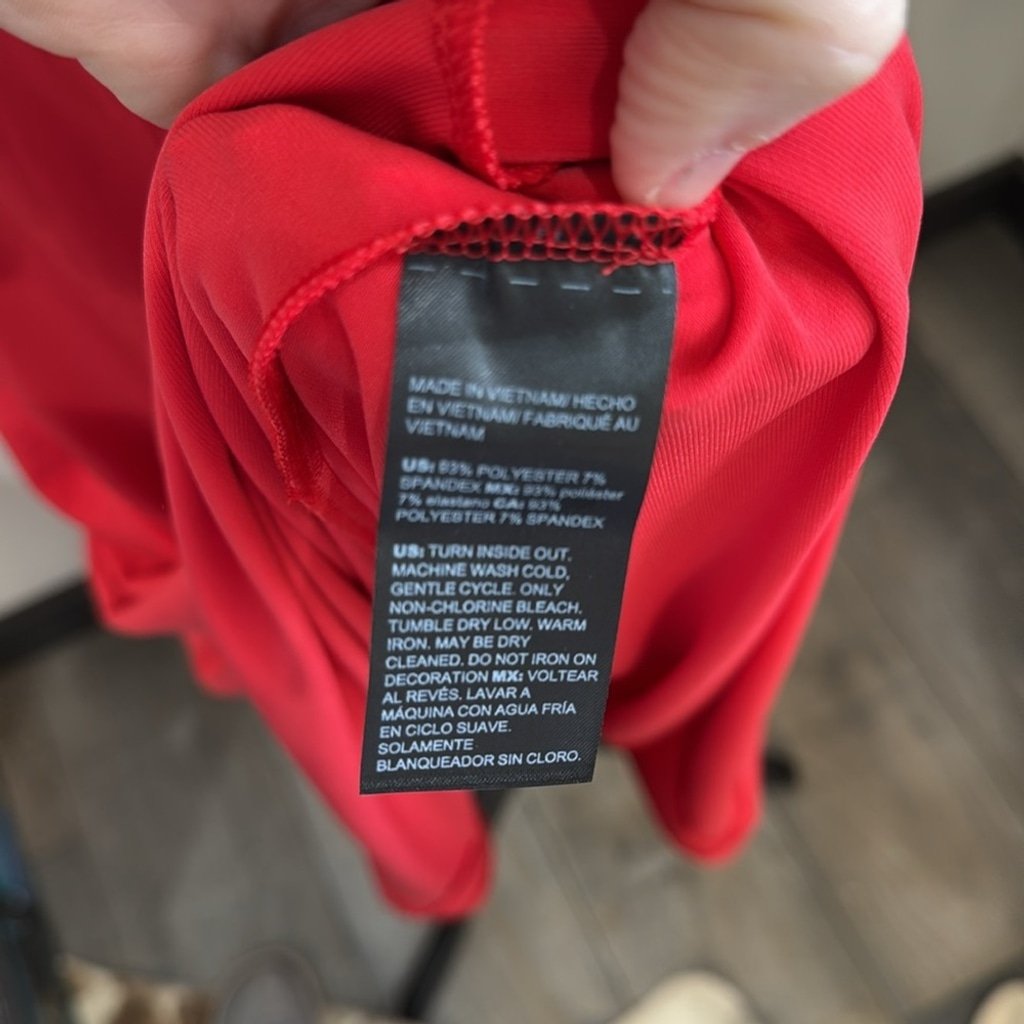 MADE IN VIETNAM/ HECHO
EN VIETNAM/ FABRIQUÉ AU
VIETNAM
US: 93% POLYESTER 7%
SPANDEX MX: 93% poliéster
7% elastano CA: 93%
POLYESTER 7% SPANDEX
US: TURN INSIDE OUT.
MACHINE WASH COLD,
GENTLE CYCLE. ONLY
NON-CHLORINE BLEACH.
TUMBLE DRY LOW. WARM
IRON. MAY BE DRY
CLEANED. DO NOT IRON ON
DECORATION MX: VOLTEAR
AL REVÉS. LAVAR A
MÁQUINA CON AGUA FRÍA
EN CICLO SUAVE.
SOLAMENTE
BLANQUEADOR SIN CLORO.